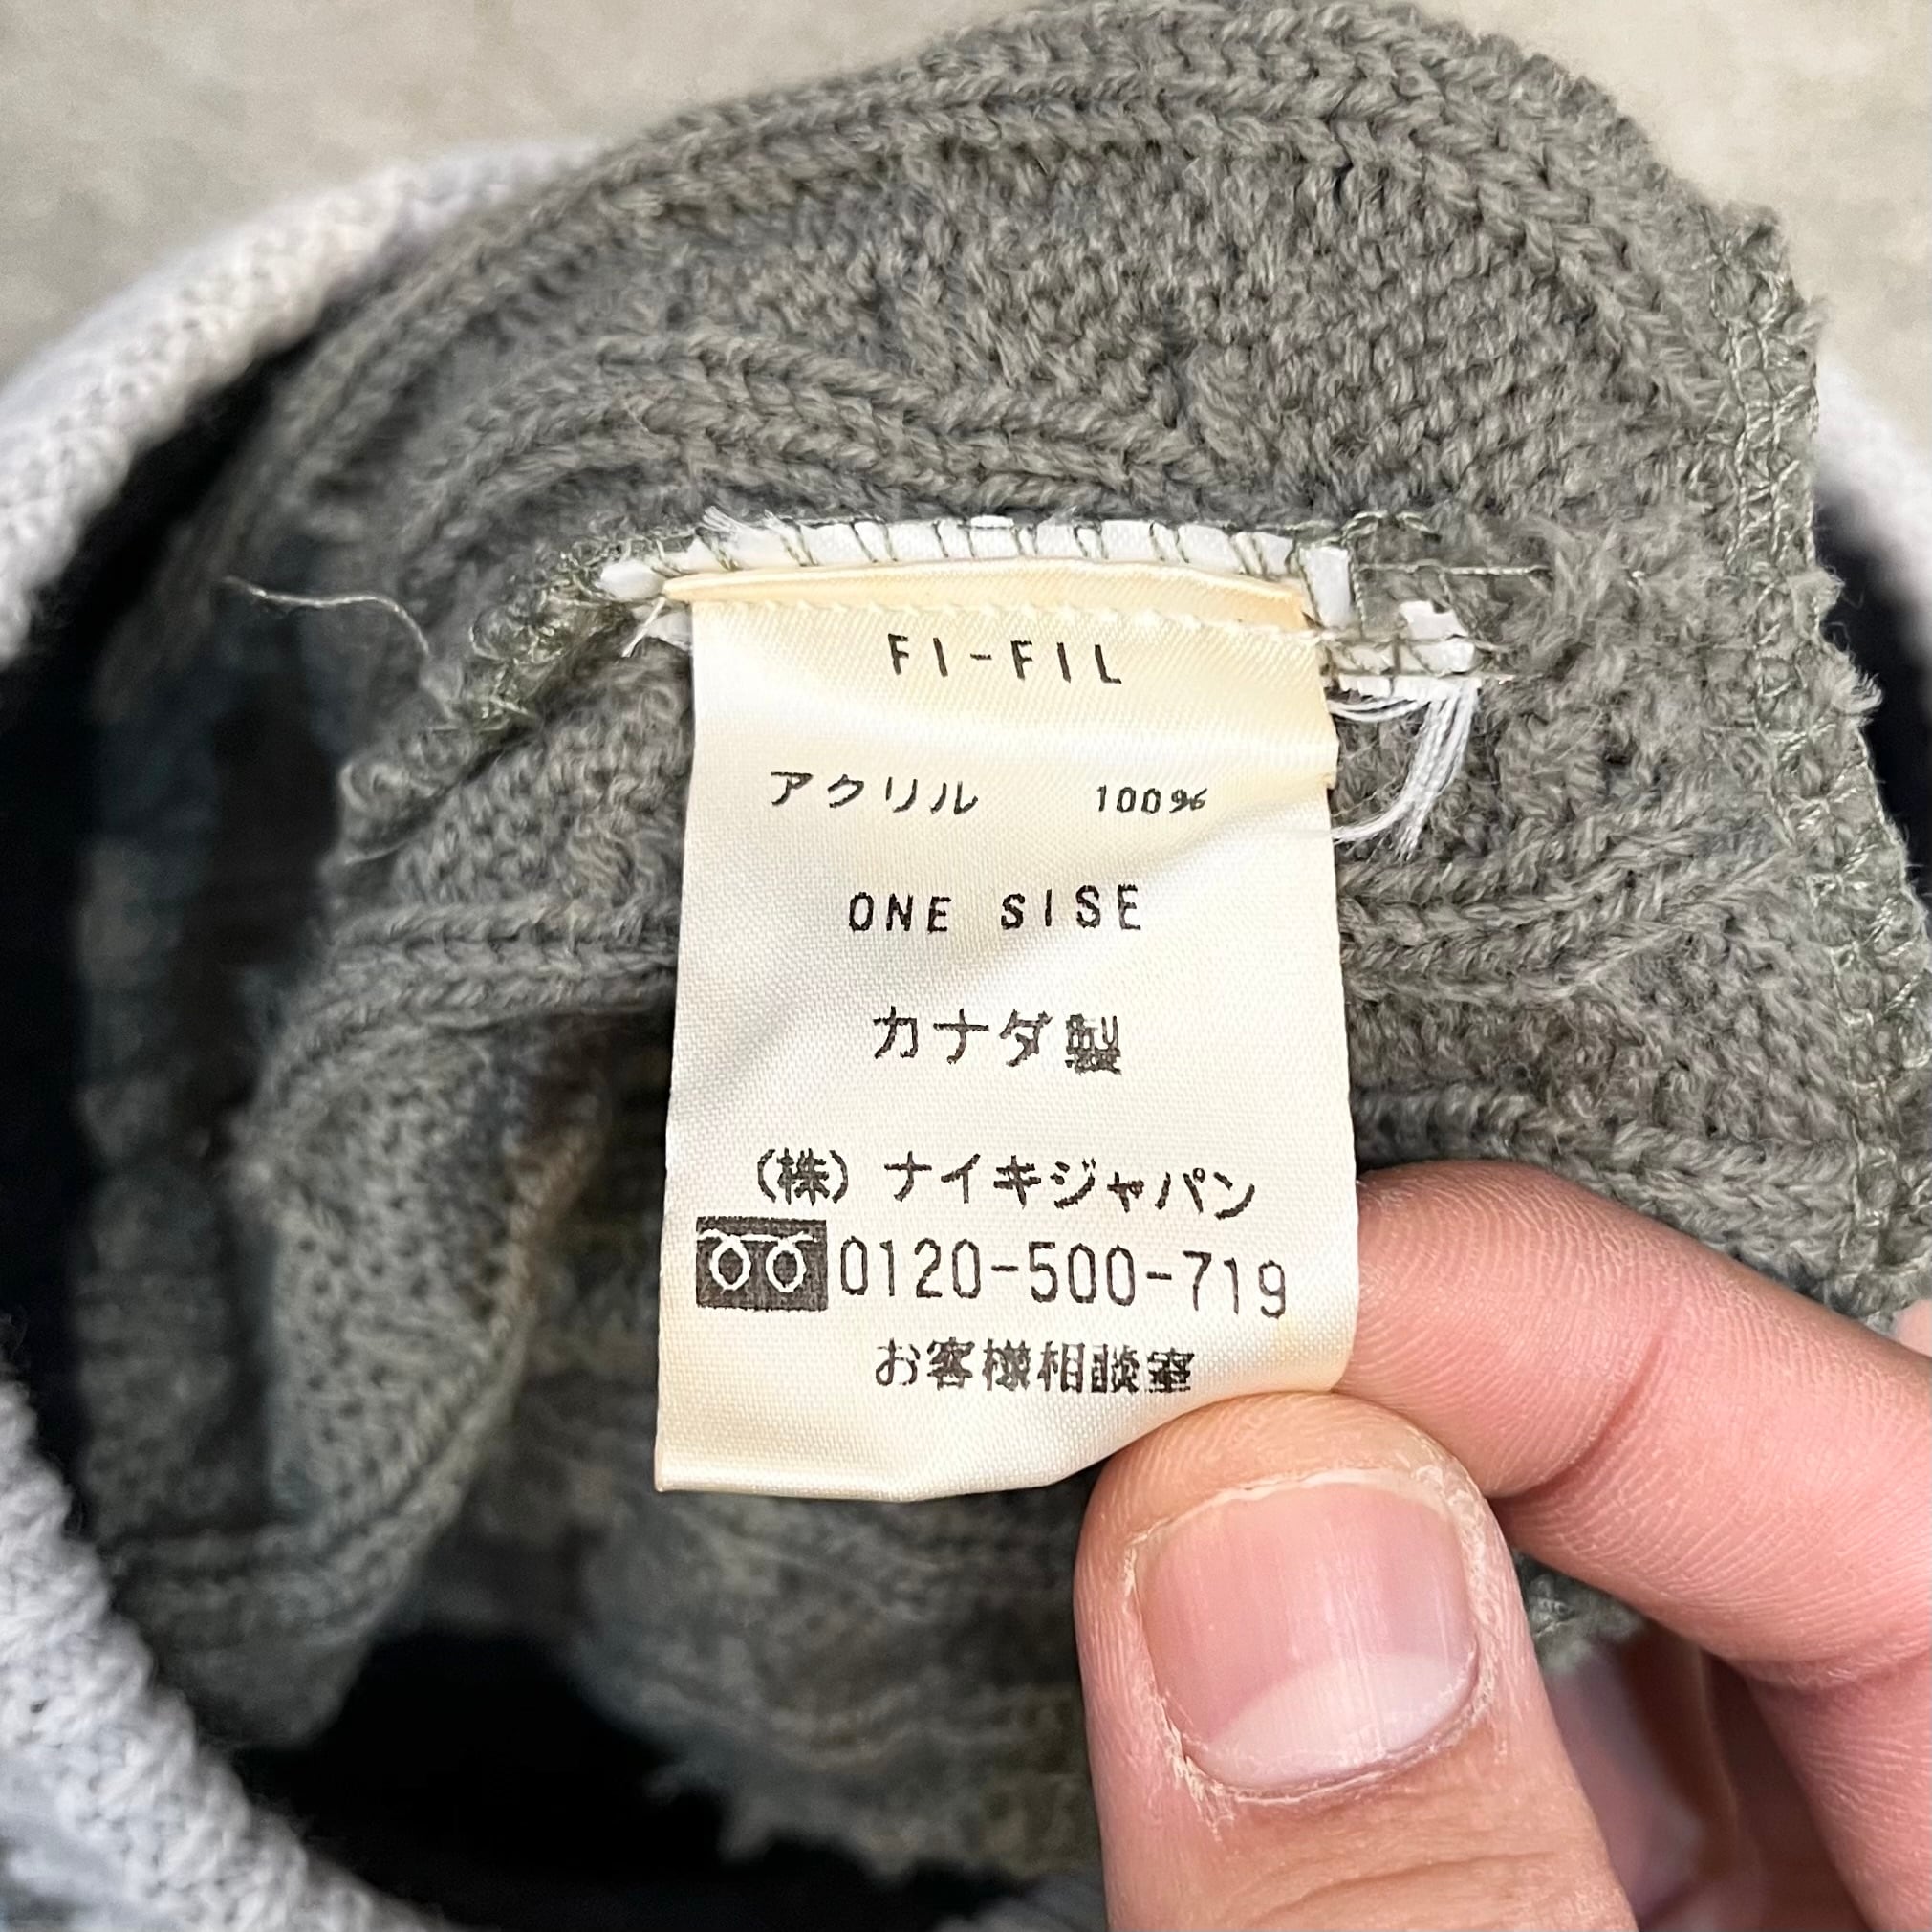 FI-FIL
アクリル 100%
ONE SISE
カナダ製
(株)ナイキジャパン
0120-500-719
お客様相談室